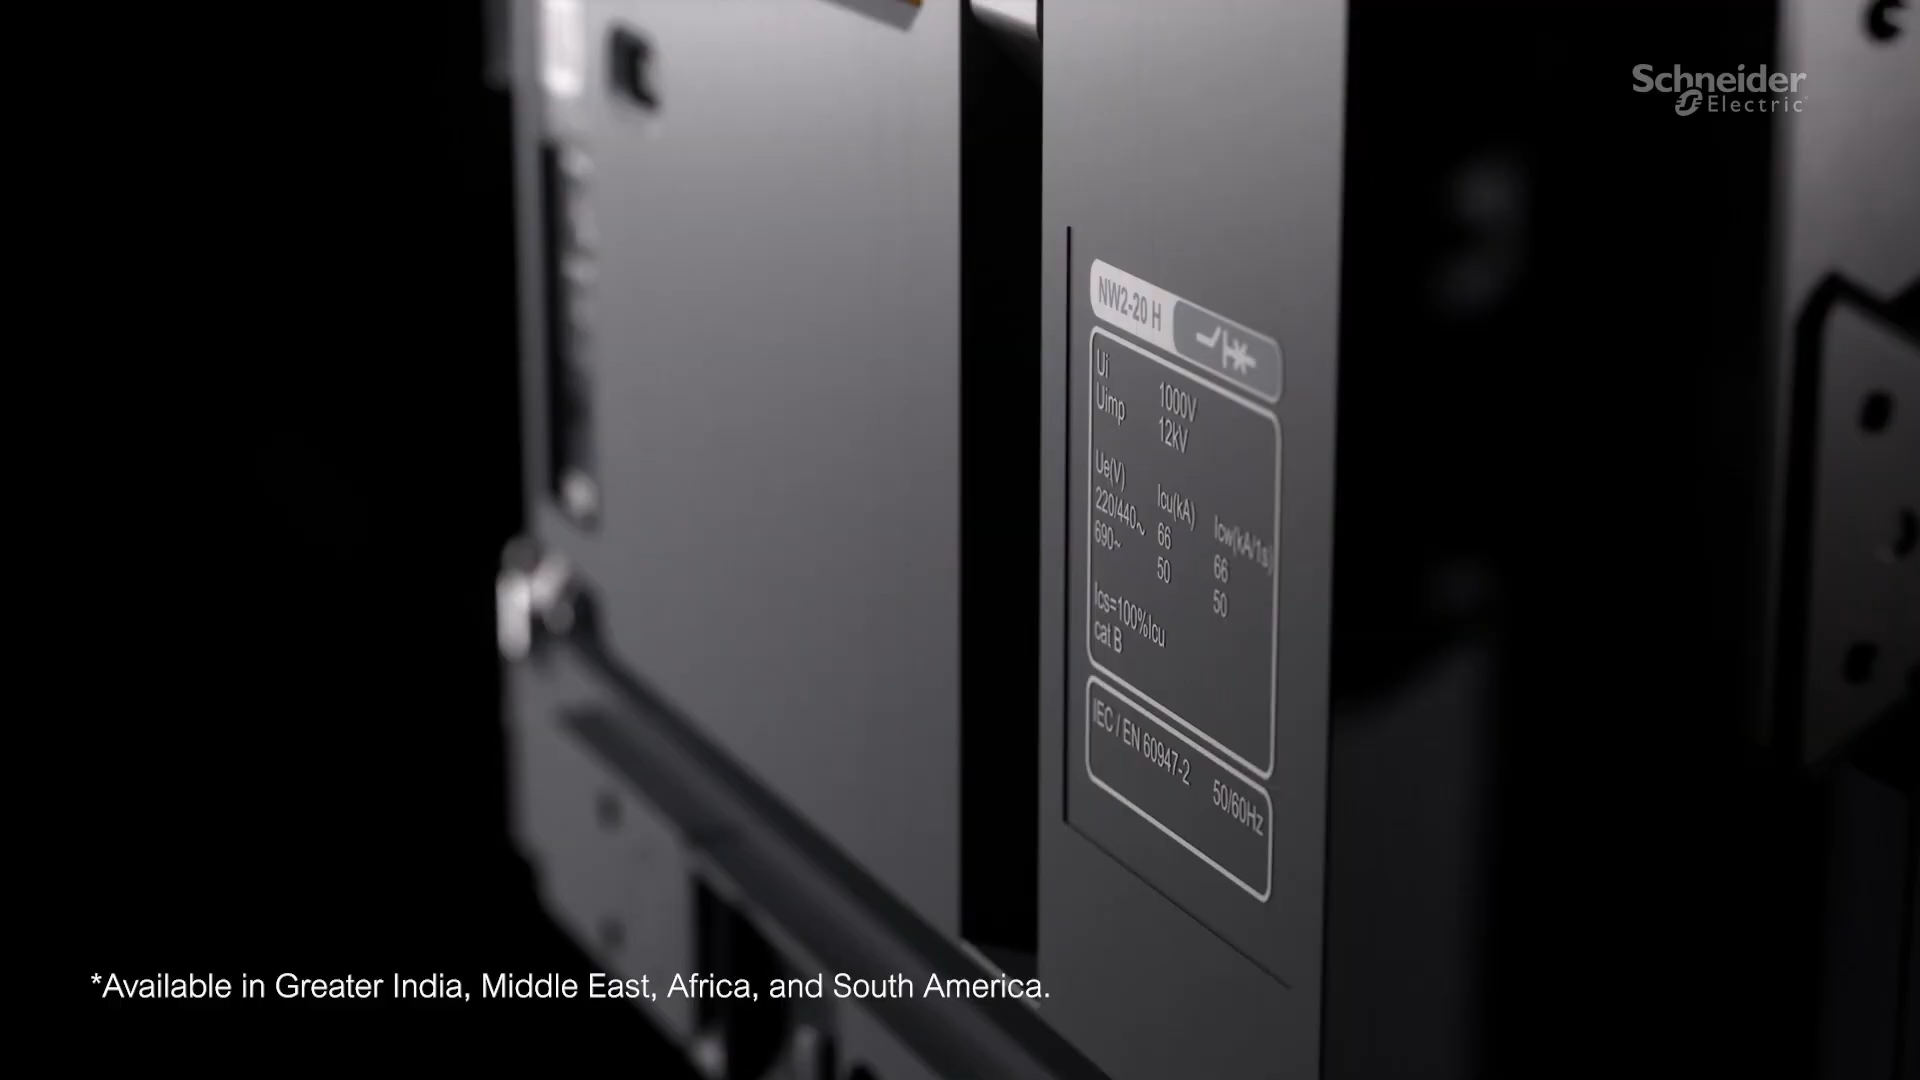 Schneider
Electric
NW2-20 H
Ui 1000V
Uimp 12kV
Ue(V) Icu(kA) Icw(kA/1s)
220/440~ 66 66
690~ 50 50
Ics=100%Icu
cat B
IEC / EN 60947-2 50/60Hz
*Available in Greater India, Middle East, Africa, and South America.